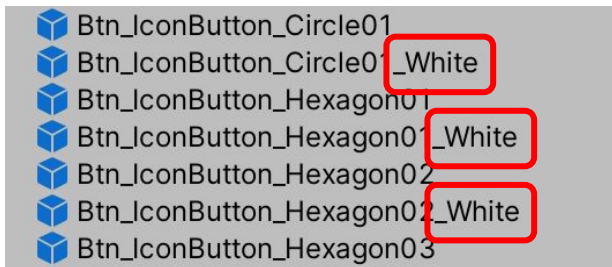 Btn_IconButton_Circle01
Btn_IconButton_Circle01_White
Btn_IconButton_Hexagon01
Btn_IconButton_Hexagon01_White
Btn_IconButton_Hexagon02
Btn_IconButton_Hexagon02_White
Btn_IconButton_Hexagon03